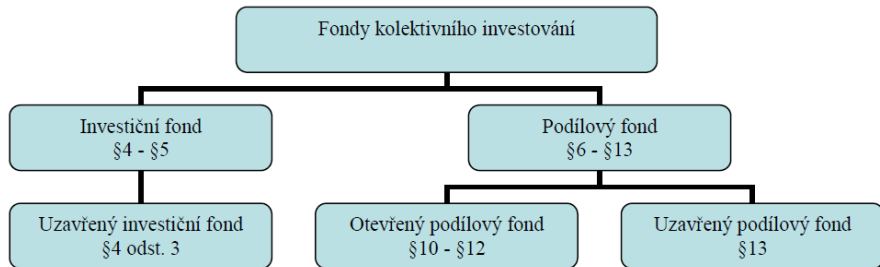 Fondy kolektivního investování
Investiční fond
§4 - §5
Podílový fond
§6 - §13
Uzavřený investiční fond
§4 odst. 3
Otevřený podílový fond
§10 - §12
Uzavřený podílový fond
§13